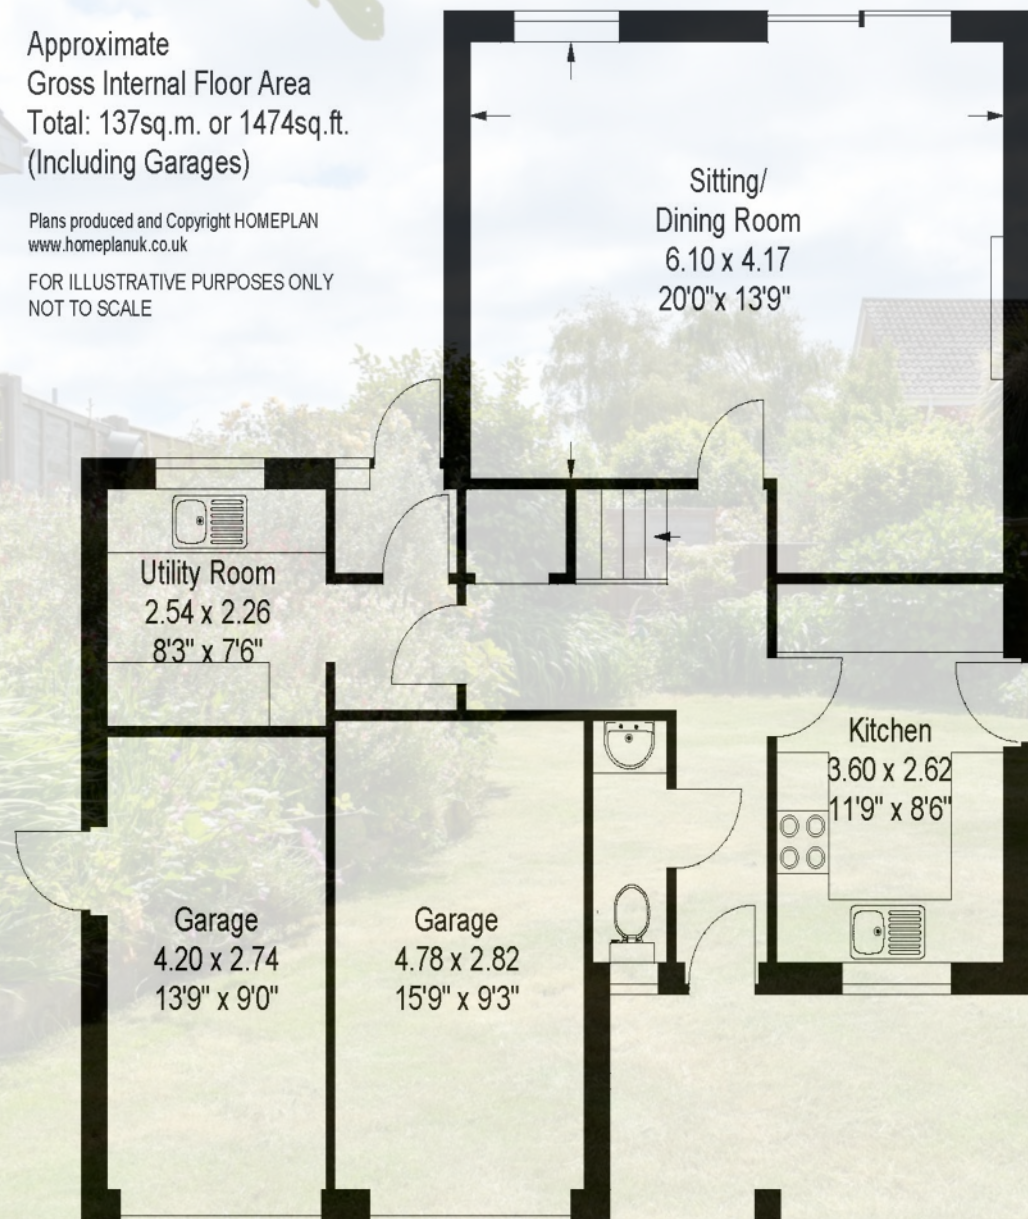 Approximate
Gross Internal Floor Area
Total: 137sq.m. or 1474sq.ft.
(Including Garages)
Plans produced and Copyright HOMEPLAN
www.homeplanuk.co.uk
FOR ILLUSTRATIVE PURPOSES ONLY
NOT TO SCALE
Sitting/
Dining Room
6.10 x 4.17
20'0"x 13'9"
Utility Room
2.54 x 2.26
8'3" x 7'6"
Kitchen
3.60 x 2.62
11'9" x 8'6"
Garage
4.20 x 2.74
13'9" x 9'0"
Garage
4.78 x 2.82
15'9" x 9'3"